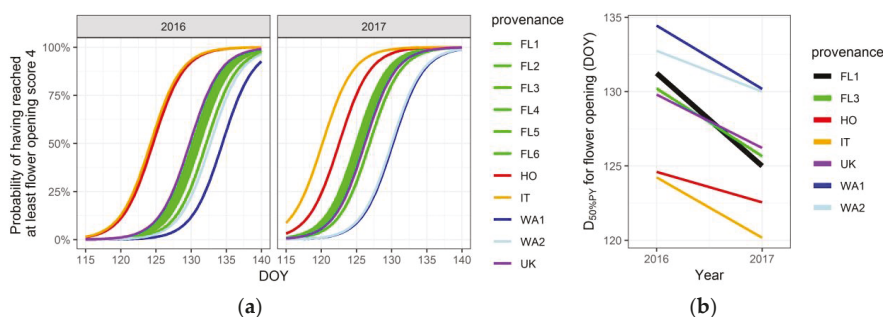 2016 2017
Probability of having reached
at least flower opening score 4
100%
75%
50%
25%
0%
115 120 125 130 135 140 115 120 125 130 135 140
DOY
provenance
FL1
FL2
FL3
FL4
FL5
FL6
HO
IT
WA1
WA2
UK
(a)
D50%PY for flower opening (DOY)
135
130
125
120
2016 2017
Year
provenance
FL1
FL3
HO
IT
UK
WA1
WA2
(b)